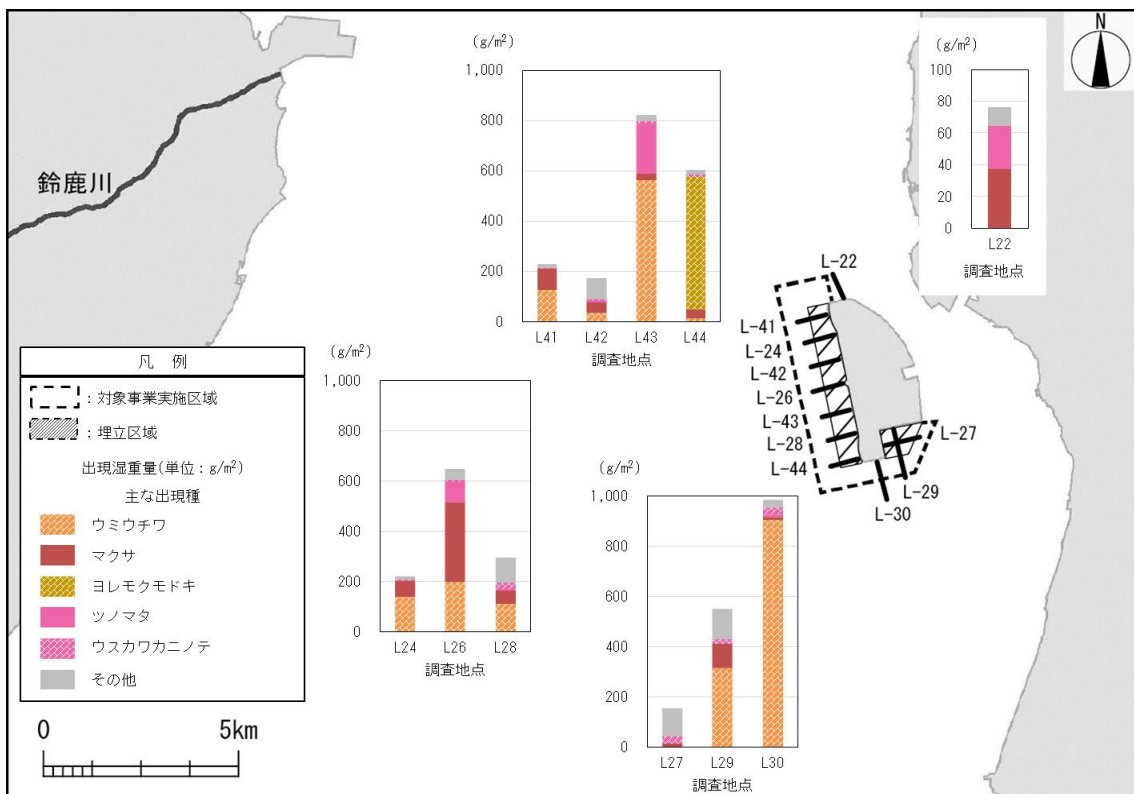 鈴鹿川
N
(g/m²)
1,000
800
600
400
200
0
L41 L42 L43 L44
調査地点
(g/m²)
100
80
60
40
20
0
L22
調査地点
L-22
L-41
L-24
L-42
L-26
L-43
L-28
L-44
L-27
L-29
L-30
凡 例
：対象事業実施区域
：埋立区域
出現湿重量(単位：g/m²)
主な出現種
ウミウチワ
マクサ
ヨレモクモドキ
ツノマタ
ウスカワカニノテ
その他
0 5km
(g/m²)
1,000
800
600
400
200
0
L24 L26 L28
調査地点
(g/m²)
1,000
800
600
400
200
0
L27 L29 L30
調査地点